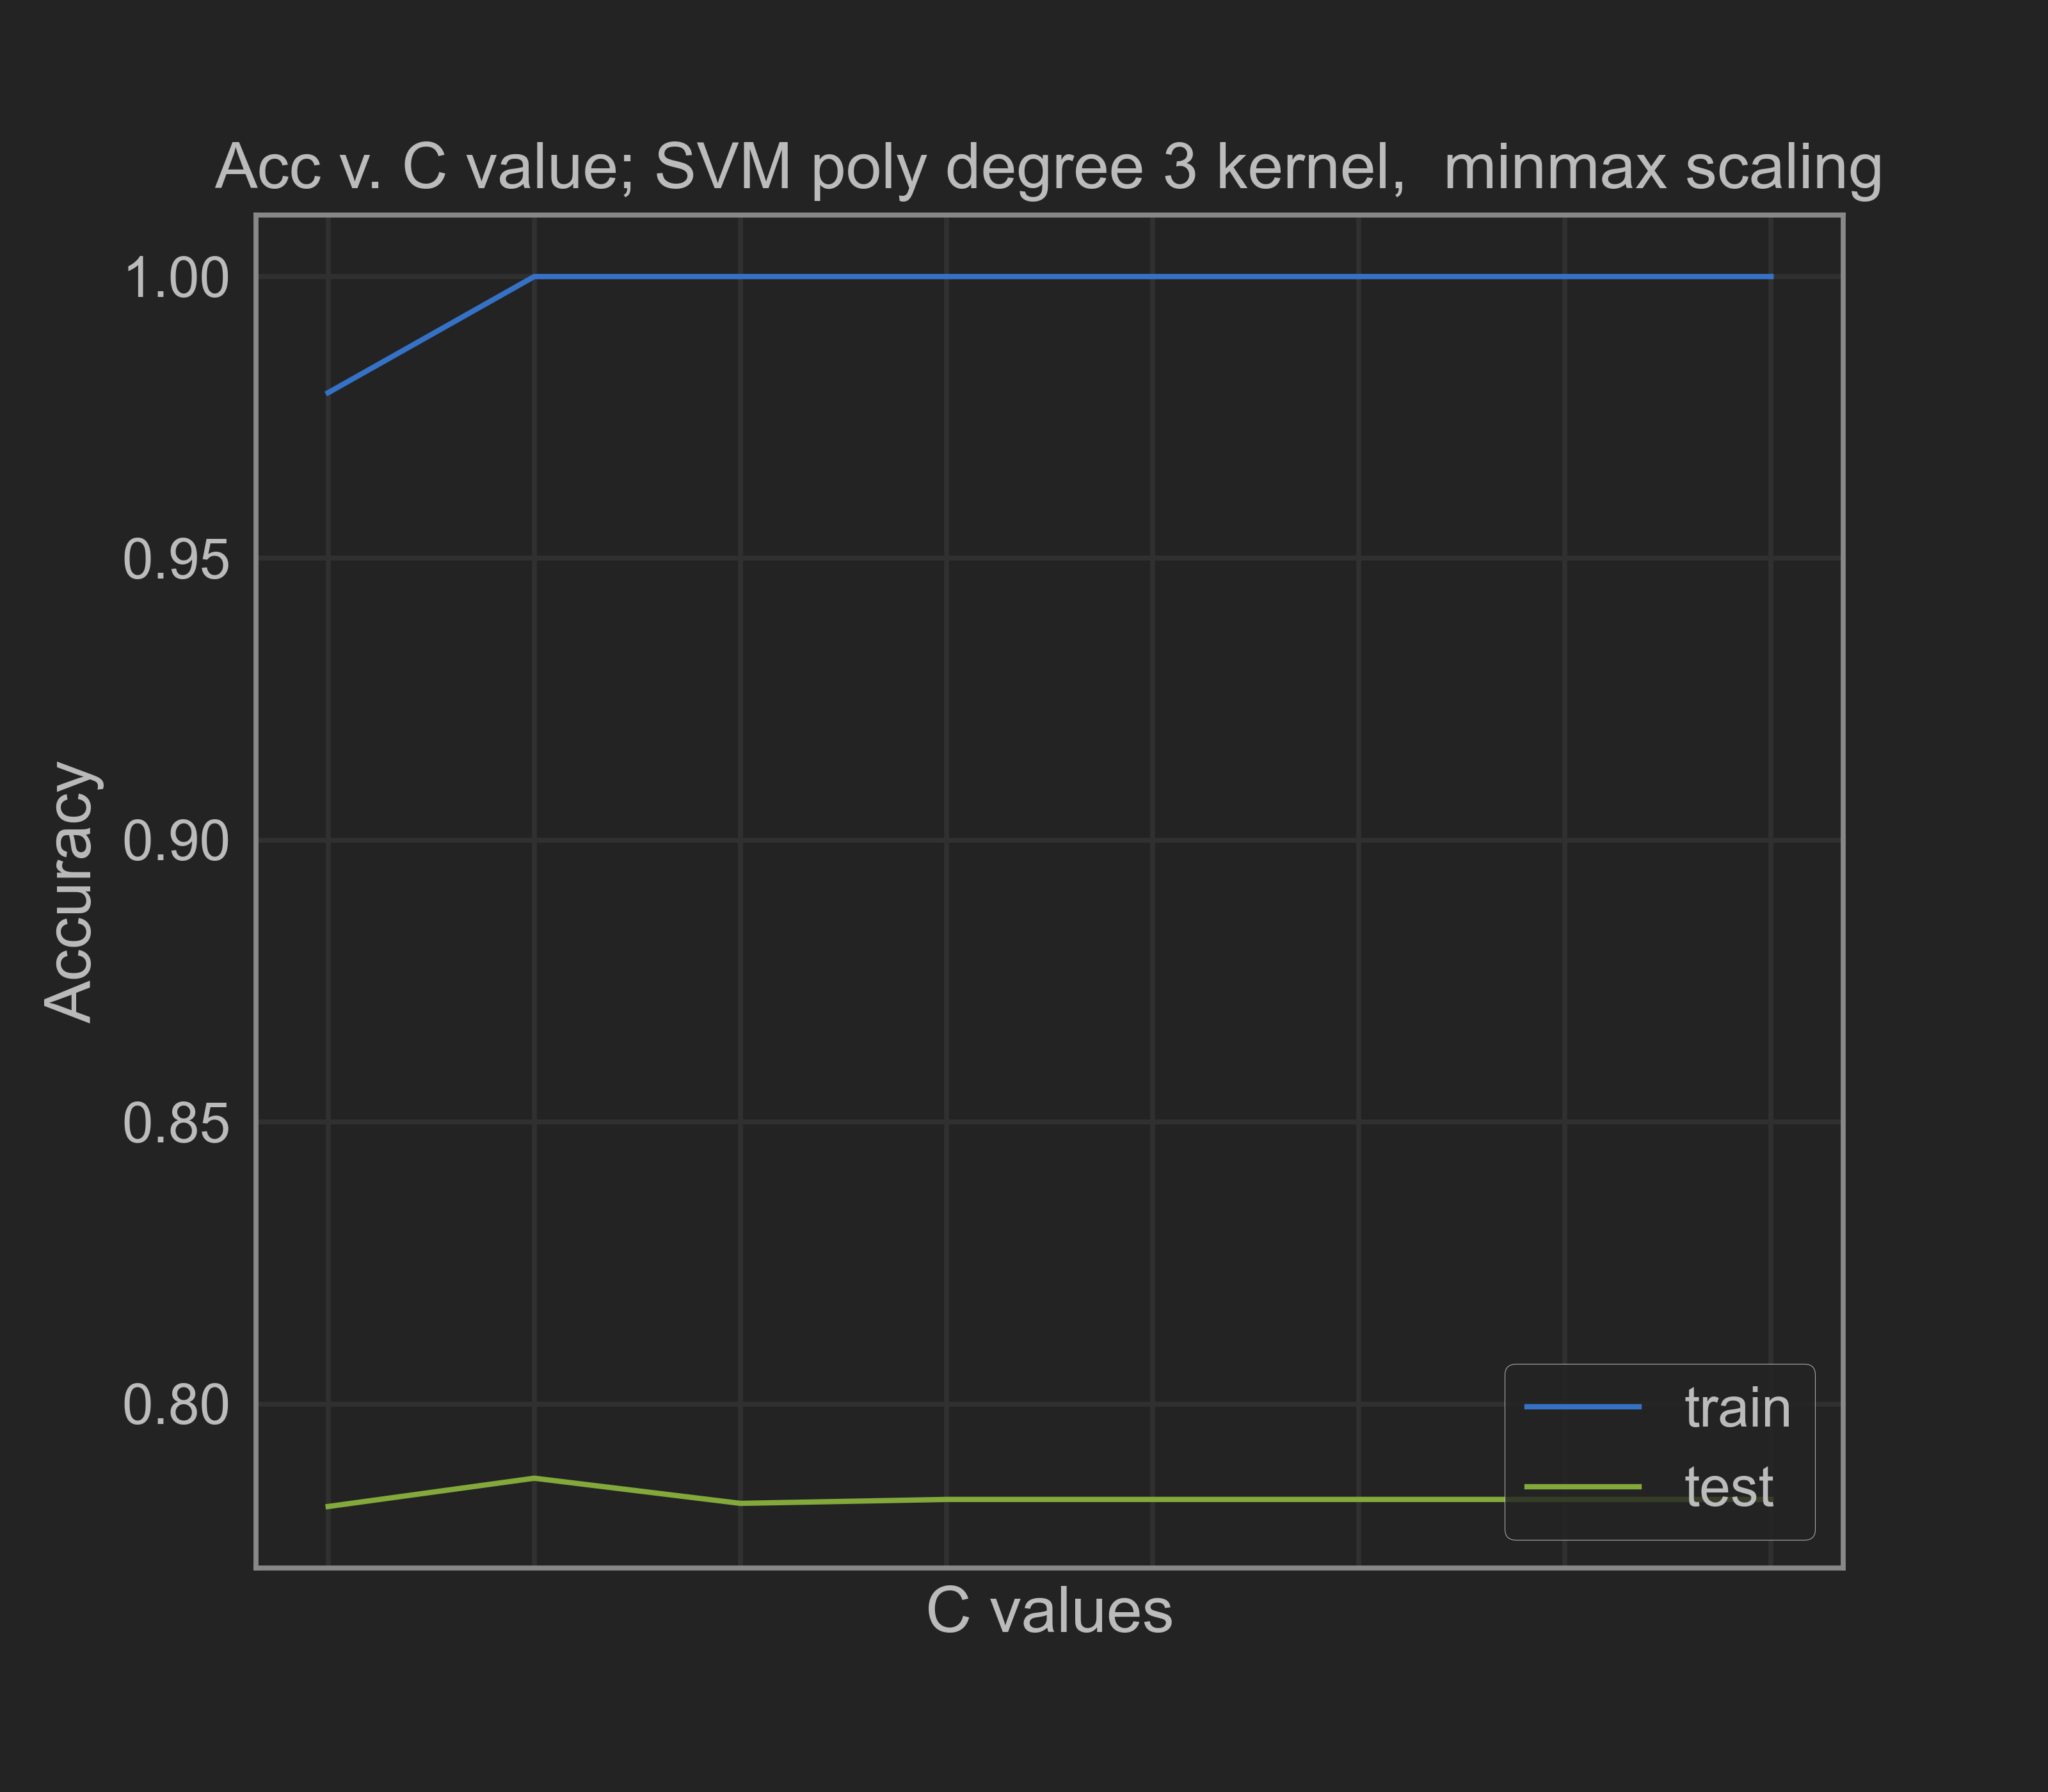 Acc v. C value; SVM poly degree 3 kernel,  minmax scaling
1.00
0.95
0.90
0.85
0.80
Accuracy
train
test
C values